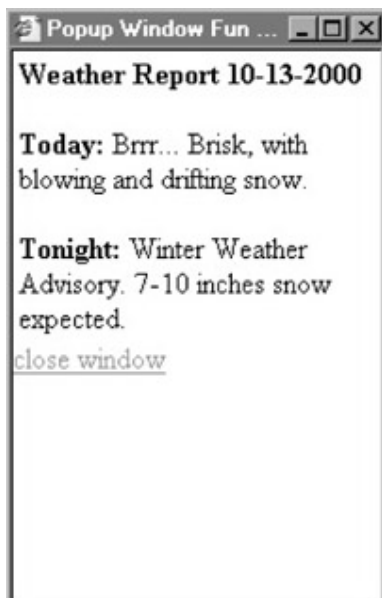 Popup Window Fun ...
Weather Report 10-13-2000
Today: Brrr... Brisk, with
blowing and drifting snow.
Tonight: Winter Weather
Advisory. 7-10 inches snow
expected.
close window